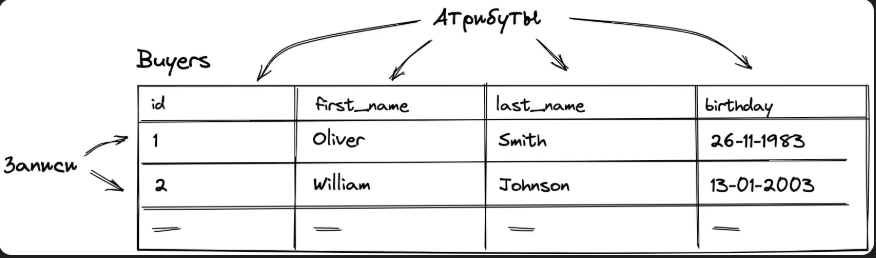 Атрибуты
Buyers
id first_name last_name birthday
Записи
1 Oliver Smith 26-11-1983
2 William Johnson 13-01-2003